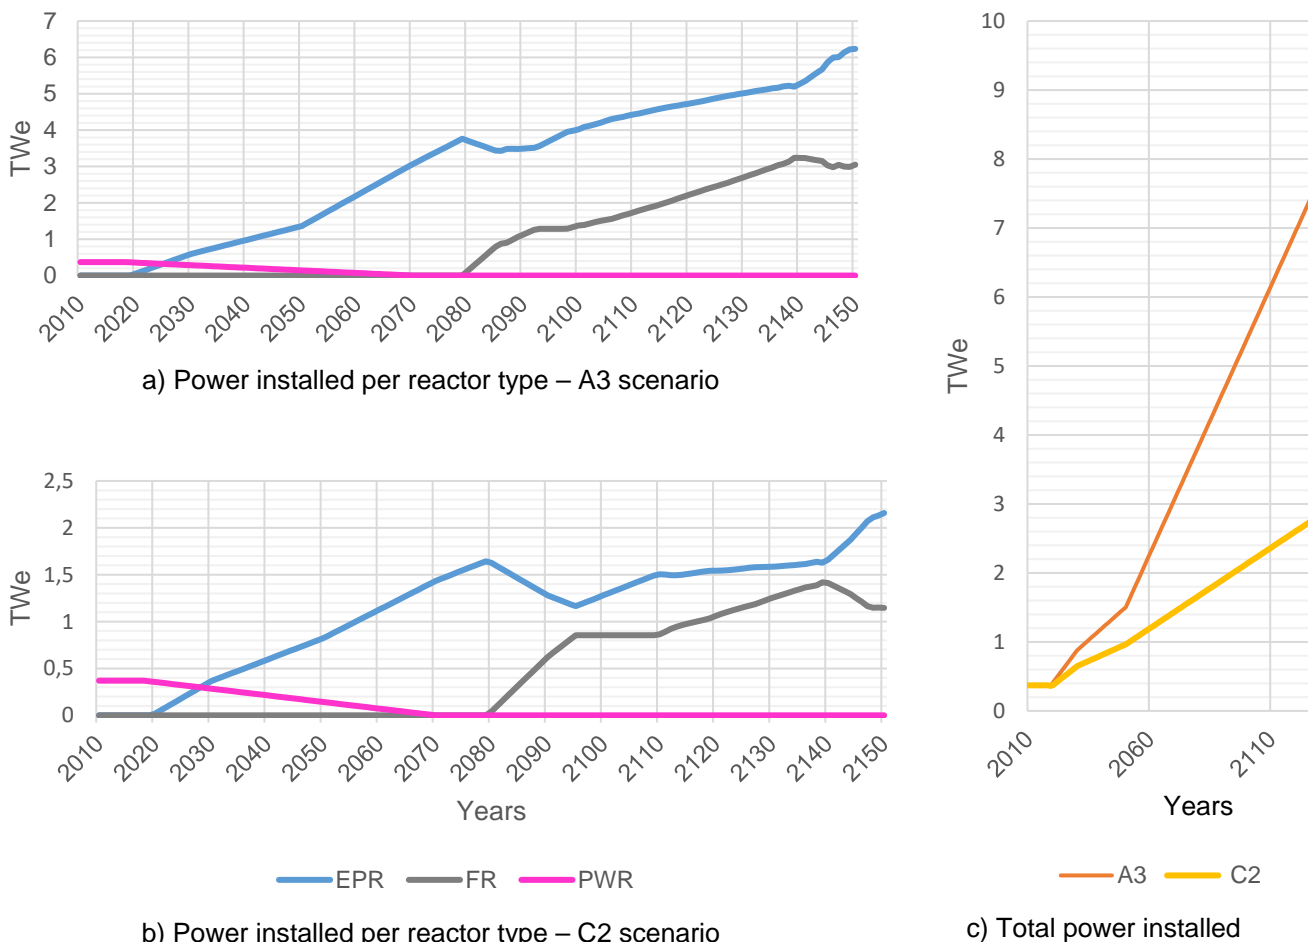 7
6
5
4
3
2
1
0
TWe
2010 2020 2030 2040 2050 2060 2070 2080 2090 2100 2110 2120 2130 2140 2150
a) Power installed per reactor type – A3 scenario
2,5
2
1,5
1
0,5
0
TWe
2010 2020 2030 2040 2050 2060 2070 2080 2090 2100 2110 2120 2130 2140 2150
Years
EPR FR PWR
b) Power installed per reactor type – C2 scenario
10
9
8
7
6
5
4
3
2
1
0
TWe
2010 2060 2110
Years
A3 C2
c) Total power installed